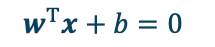 wᵀx + b = 0